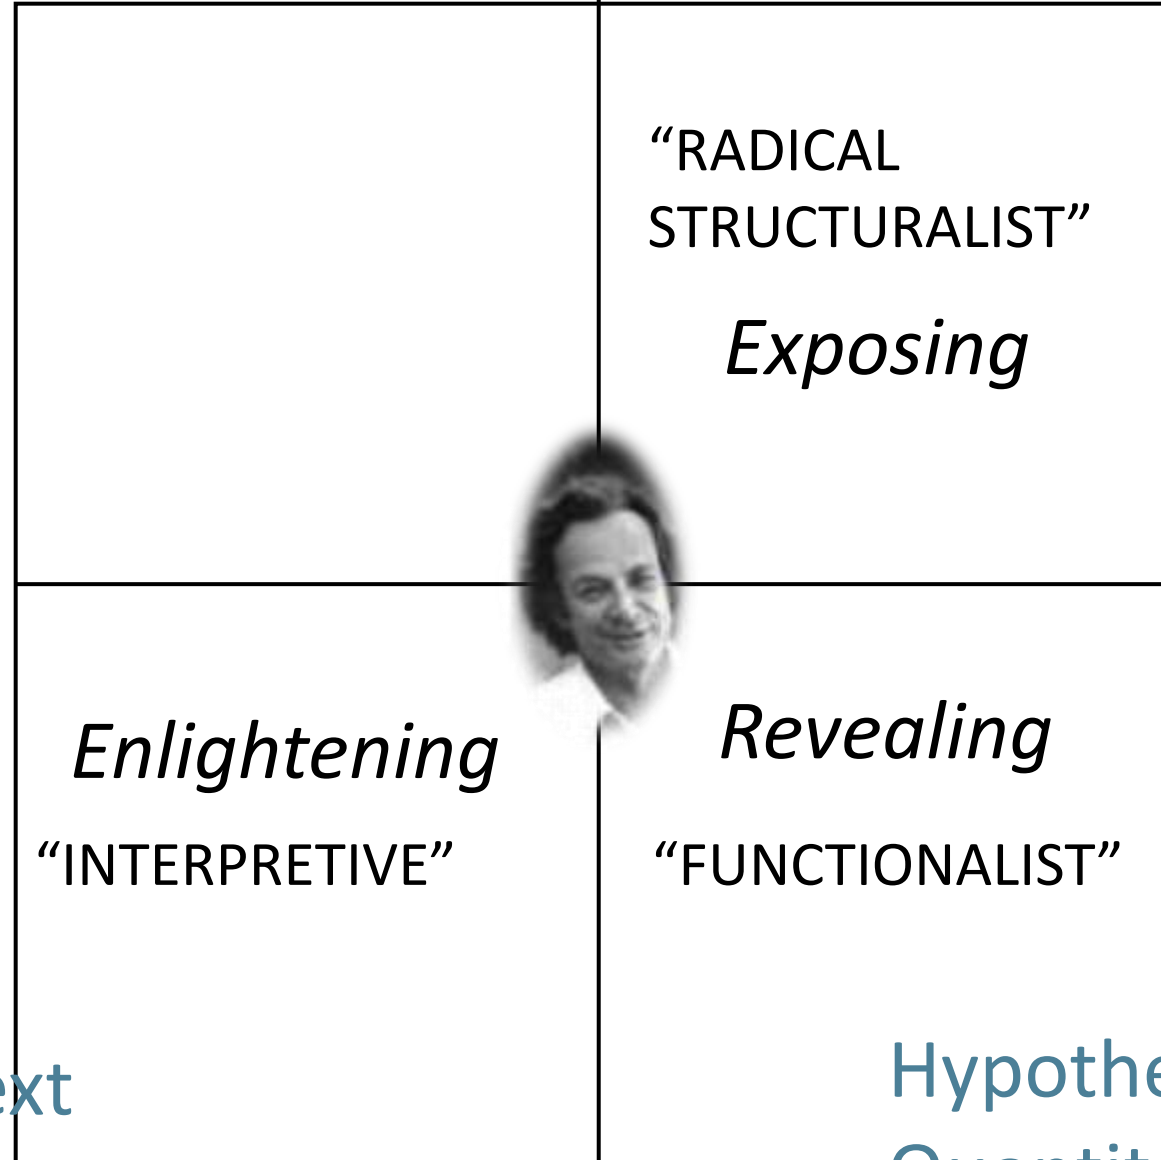 “RADICAL
STRUCTURALIST”
Exposing
Enlightening
Revealing
“INTERPRETIVE”
“FUNCTIONALIST”